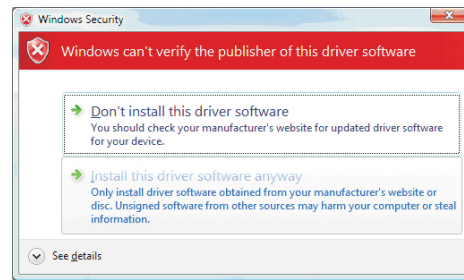 Windows Security
Windows can't verify the publisher of this driver software
Don't install this driver software
You should check your manufacturer's website for updated driver software
for your device.
Install this driver software anyway
Only install driver software obtained from your manufacturer's website or
disc. Unsigned software from other sources may harm your computer or steal
information.
See details